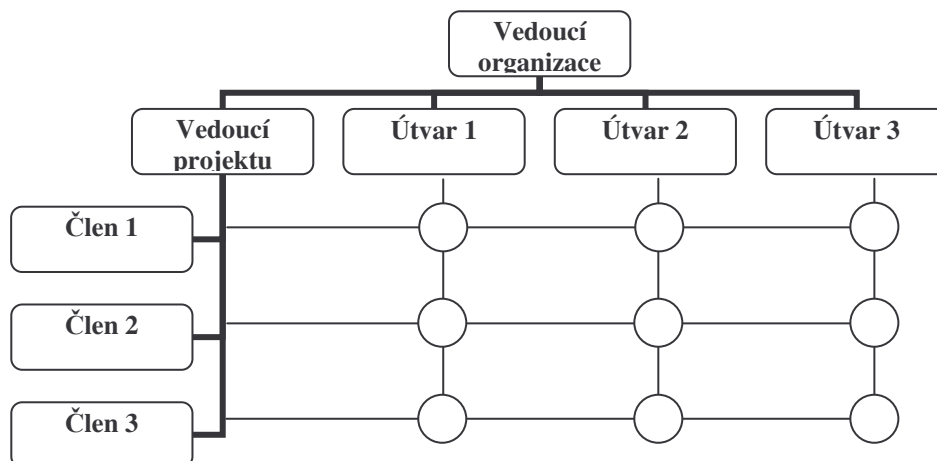 Vedoucí
organizace
Vedoucí
projektu
Útvar 1
Útvar 2
Útvar 3
Člen 1
Člen 2
Člen 3